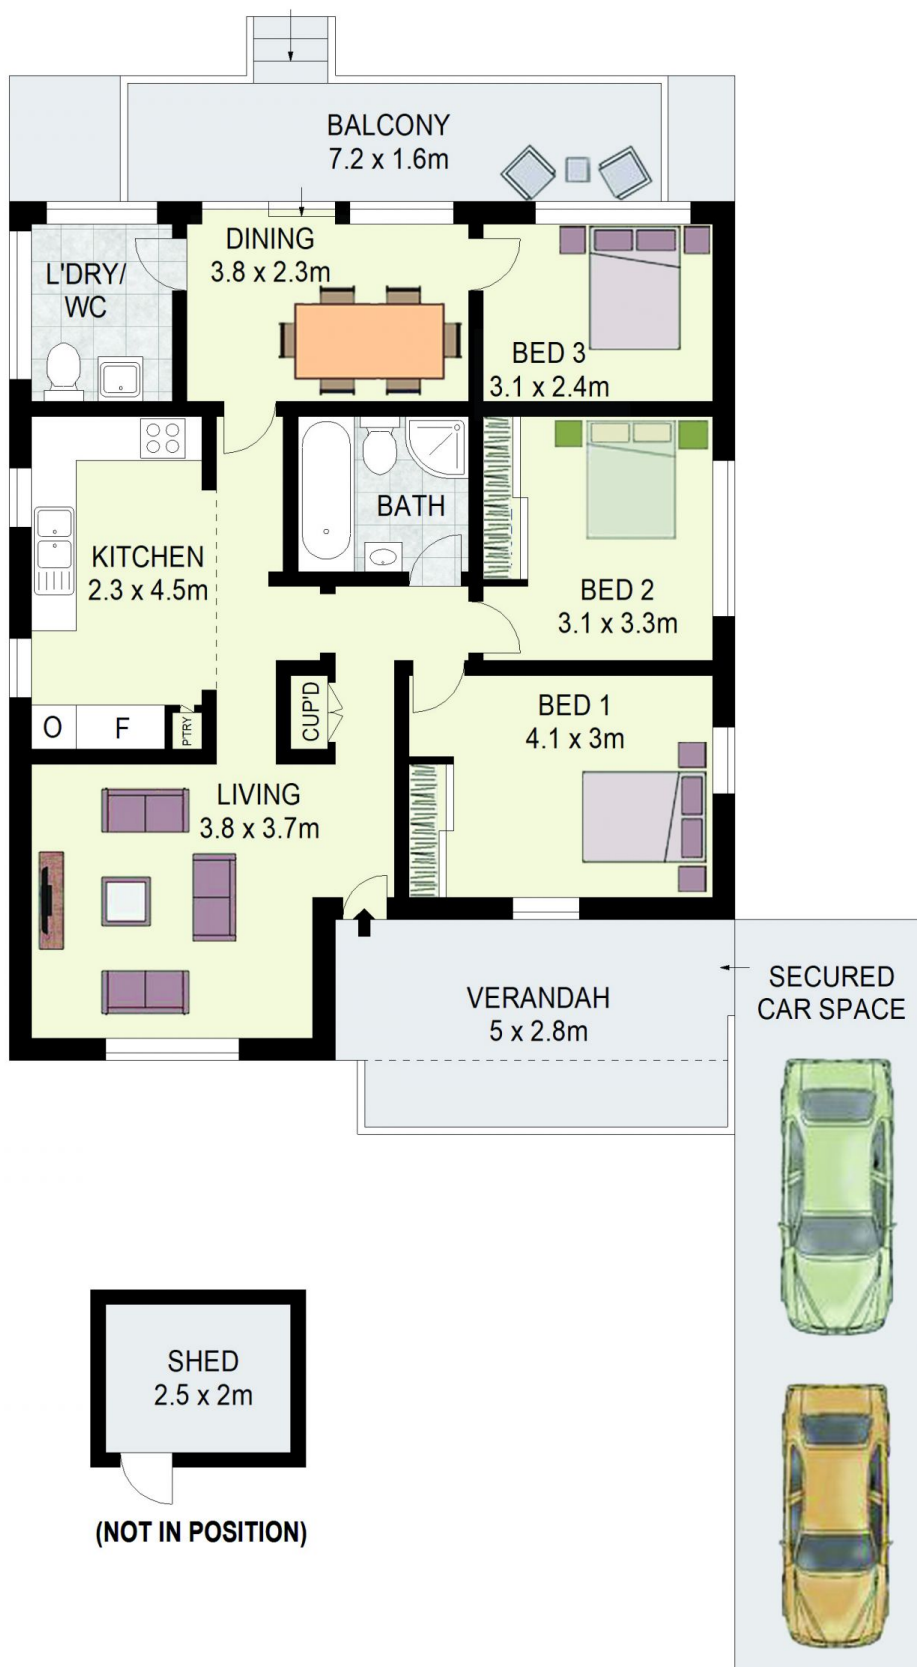 BALCONY
7.2 x 1.6m
DINING
3.8 x 2.3m
L'DRY/
WC
BED 3
3.1 x 2.4m
BATH
KITCHEN
2.3 x 4.5m
BED 2
3.1 x 3.3m
O
F
P'TRY
CUP'D
BED 1
4.1 x 3m
LIVING
3.8 x 3.7m
VERANDAH
5 x 2.8m
SECURED
CAR SPACE
SHED
2.5 x 2m
(NOT IN POSITION)